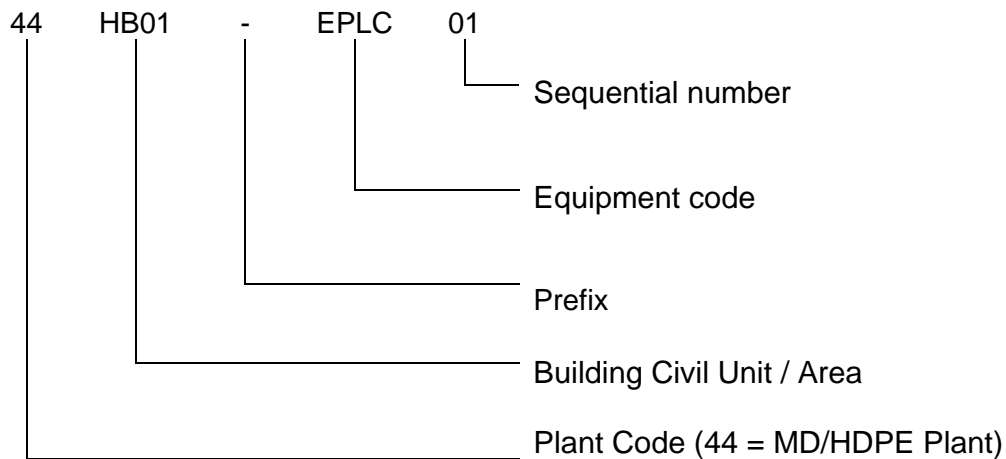 44 HB01 - EPLC 01
Sequential number
Equipment code
Prefix
Building Civil Unit / Area
Plant Code (44 = MD/HDPE Plant)